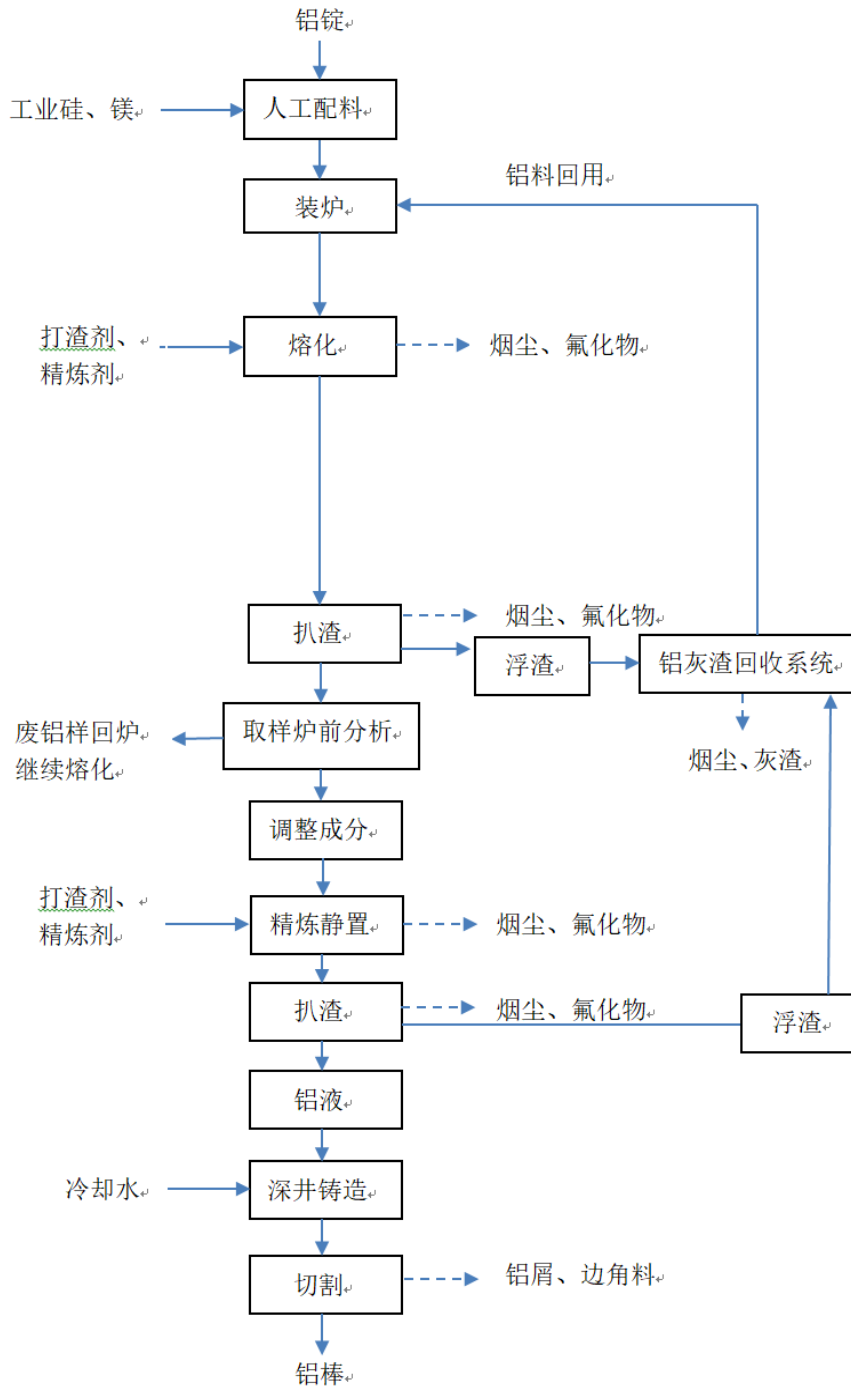 铝锭
工业硅、镁
人工配料
铝料回用
装炉
打渣剂、
精炼剂
熔化
烟尘、氟化物
扒渣
烟尘、氟化物
浮渣
铝灰渣回收系统
废铝样回炉
继续熔化
取样炉前分析
烟尘、灰渣
调整成分
打渣剂、
精炼剂
精炼静置
烟尘、氟化物
扒渣
烟尘、氟化物
浮渣
铝液
冷却水
深井铸造
切割
铝屑、边角料
铝棒